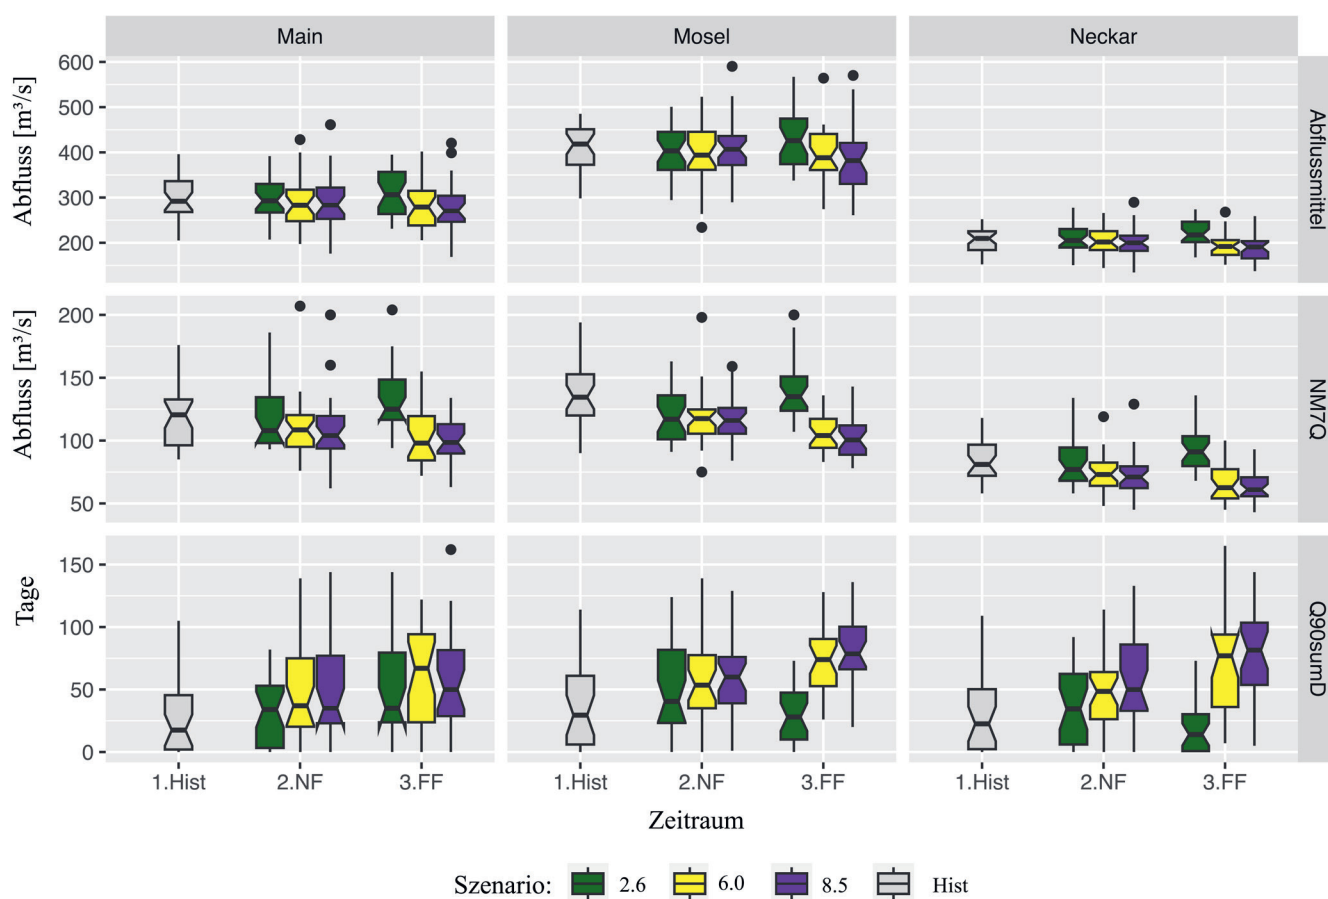 Main Mosel Neckar
Abfluss [m³/s]
600
500
400
300
200
Abflussmittel
Abfluss [m³/s]
200
150
100
50
NM7Q
Tage
150
100
50
0
Q90sumD
1.Hist 2.NF 3.FF 1.Hist 2.NF 3.FF 1.Hist 2.NF 3.FF
Zeitraum
Szenario: 2.6 6.0 8.5 Hist